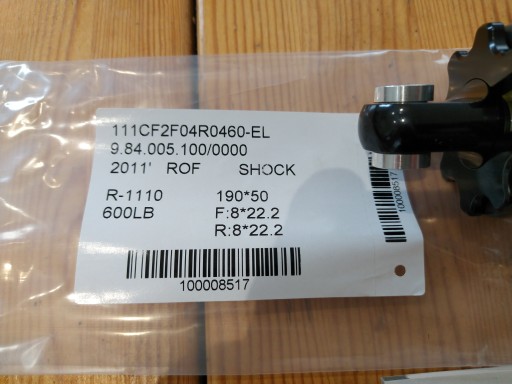 111CF2F04R0460-EL
9.84.005.100/0000
2011' ROF SHOCK
R-1110 190*50
600LB F:8*22.2
R:8*22.2
100008517
100008517